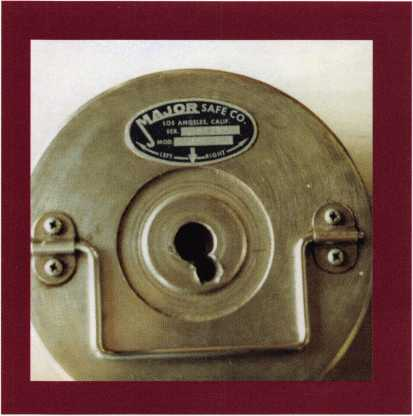 MAJOR SAFE CO.
LOS ANGELES, CALIF.
SER.
MOD.
LEFT RIGHT